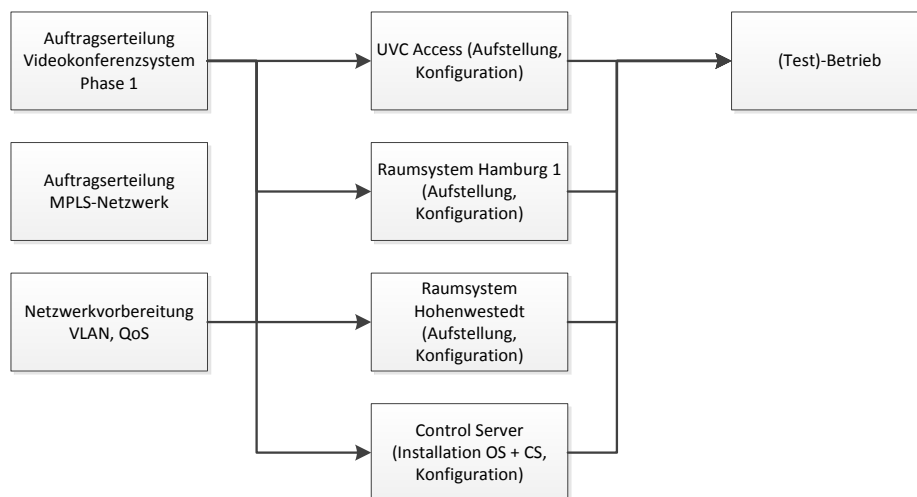 Auftragserteilung
Videokonferenzsystem
Phase 1
UVC Access (Aufstellung,
Konfiguration)
(Test)-Betrieb
Auftragserteilung
MPLS-Netzwerk
Raumsystem Hamburg 1
(Aufstellung,
Konfiguration)
Netzwerkvorbereitung
VLAN, QoS
Raumsystem
Hohenwestedt
(Aufstellung,
Konfiguration)
Control Server
(Installation OS + CS,
Konfiguration)